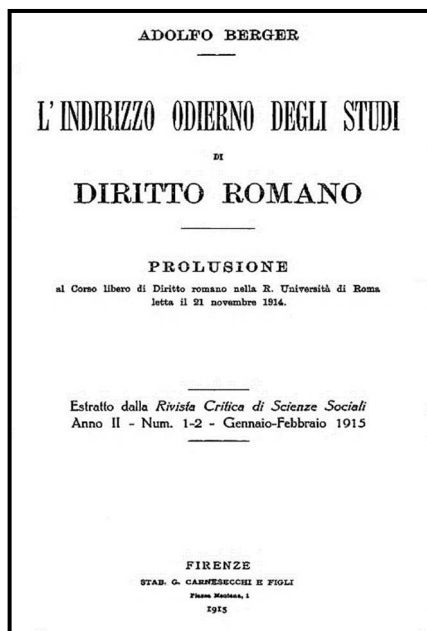 ADOLFO BERGER
L'INDIRIZZO ODIERNO DEGLI STUDI
DI
DIRITTO ROMANO
PROLUSIONE
al Corso libero di Diritto romano nella R. Università di Roma
letta il 21 novembre 1914.
Estratto dalla Rivista Critica di Scienze Sociali
Anno II - Num. 1-2 - Gennaio-Febbraio 1915
FIRENZE
STAB. G. CARNESECCHI E FIGLI
Piazza Mentana, 1
1915